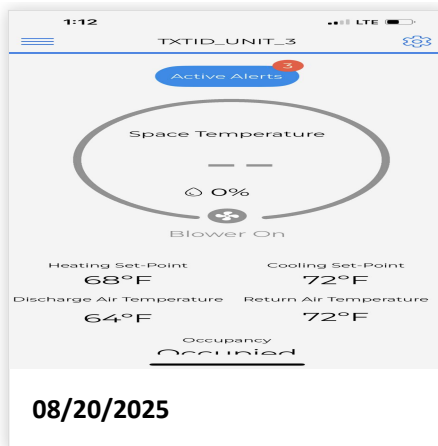 1:12 LTE
TXTID_UNIT_3
3
Active Alerts
Space Temperature
– –
0%
Blower On
Heating Set-Point Cooling Set-Point
68°F 72°F
Discharge Air Temperature Return Air Temperature
64°F 72°F
Occupancy
Occupied
08/20/2025